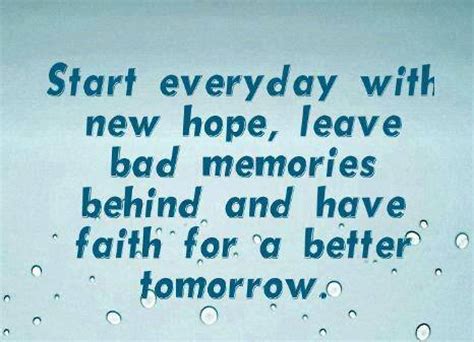 Start everyday with
new hope, leave
bad memories
behind and have
faith for a better
tomorrow.